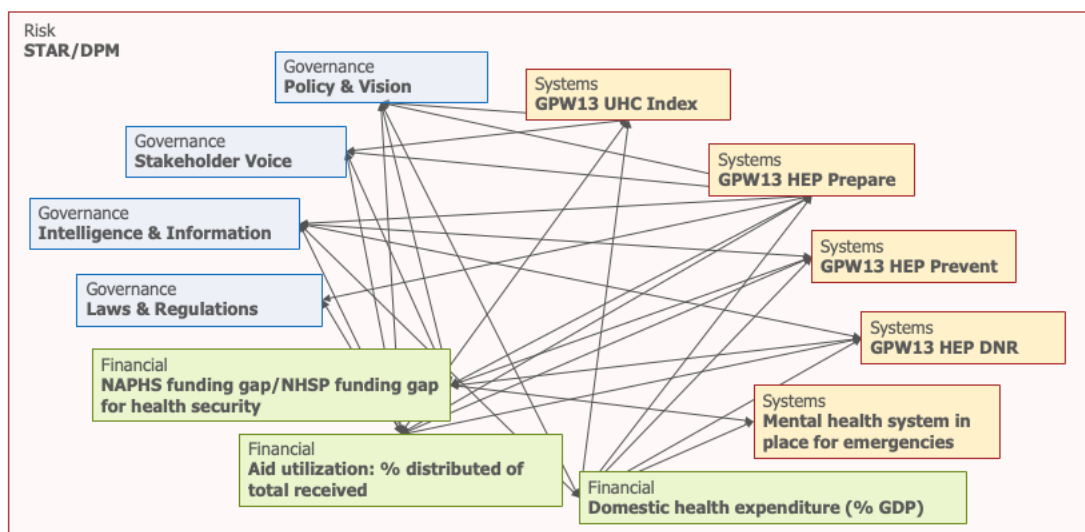 Risk
STAR/DPM
Governance
Policy & Vision
Systems
GPW13 UHC Index
Governance
Stakeholder Voice
Systems
GPW13 HEP Prepare
Governance
Intelligence & Information
Systems
GPW13 HEP Prevent
Governance
Laws & Regulations
Systems
GPW13 HEP DNR
Financial
NAPHS funding gap/NHSP funding gap
for health security
Systems
Mental health system in
place for emergencies
Financial
Aid utilization: % distributed of
total received
Financial
Domestic health expenditure (% GDP)